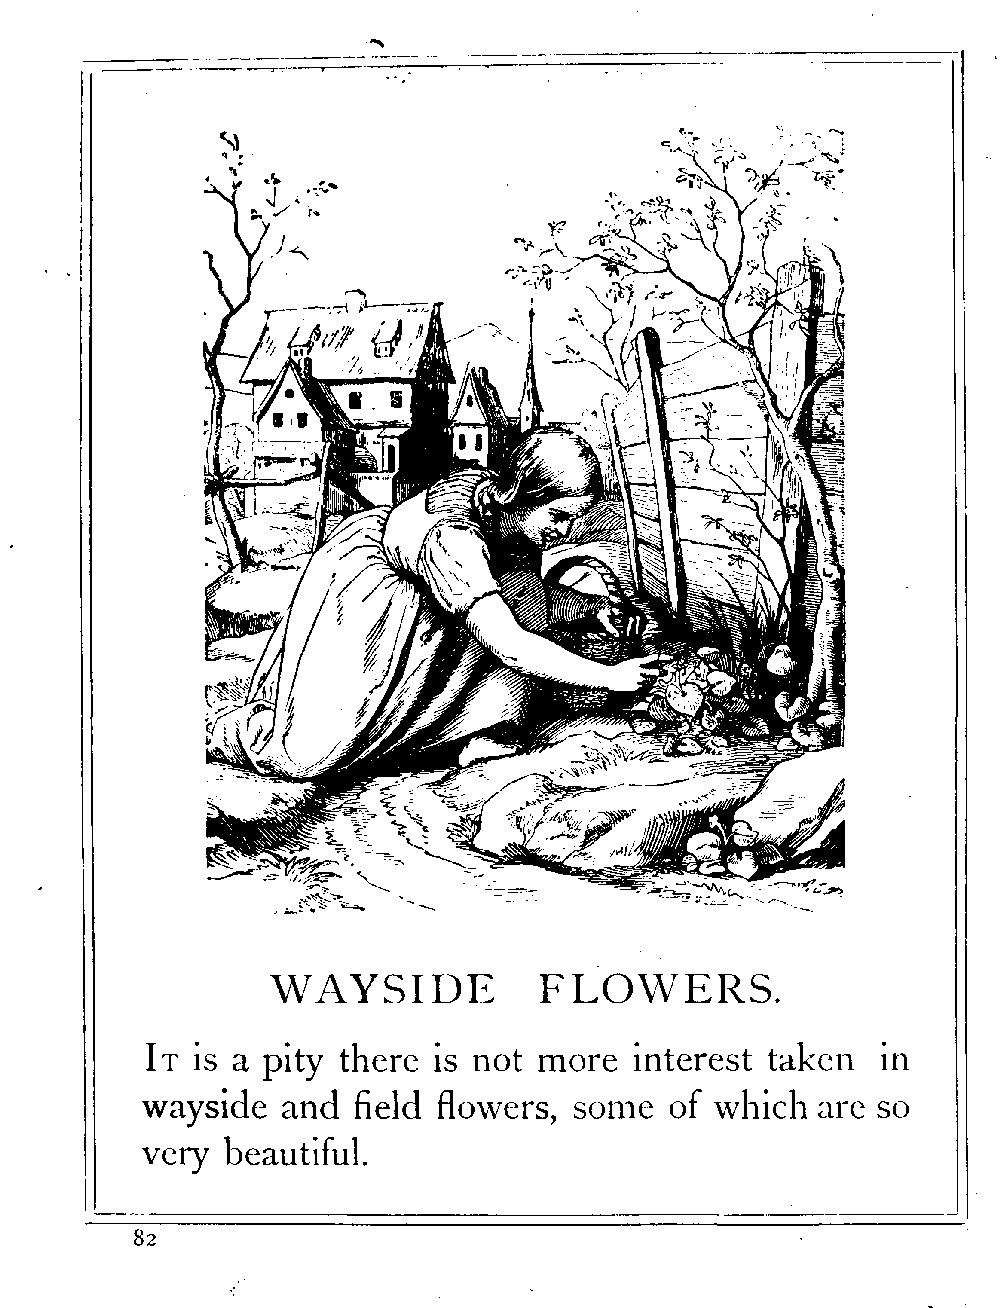 WAYSIDE FLOWERS.
IT is a pity there is not more interest taken in
wayside and field flowers, some of which are so
very beautiful.
82